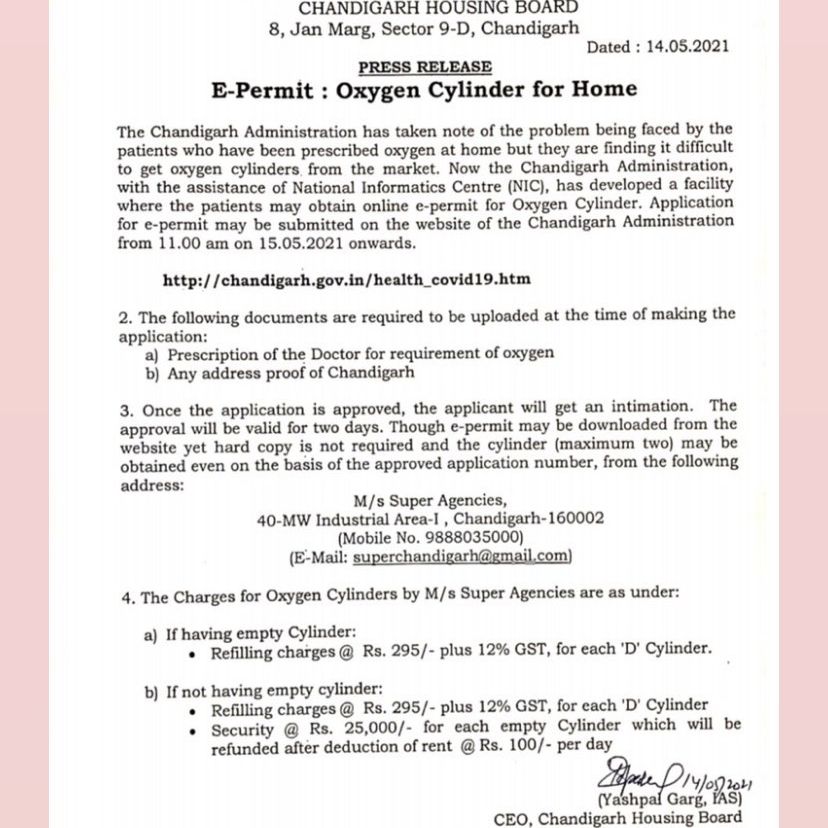 CHANDIGARH HOUSING BOARD
8, Jan Marg, Sector 9-D, Chandigarh
Dated : 14.05.2021
PRESS RELEASE
E-Permit : Oxygen Cylinder for Home
The Chandigarh Administration has taken note of the problem being faced by the
patients who have been prescribed oxygen at home but they are finding it difficult
to get oxygen cylinders from the market. Now the Chandigarh Administration,
with the assistance of National Informatics Centre (NIC), has developed a facility
where the patients may obtain online e-permit for Oxygen Cylinder. Application
for e-permit may be submitted on the website of the Chandigarh Administration
from 11.00 am on 15.05.2021 onwards.
http://chandigarh.gov.in/health_covid19.htm
2. The following documents are required to be uploaded at the time of making the
application:
a) Prescription of the Doctor for requirement of oxygen
b) Any address proof of Chandigarh
3. Once the application is approved, the applicant will get an intimation. The
approval will be valid for two days. Though e-permit may be downloaded from the
website yet hard copy is not required and the cylinder (maximum two) may be
obtained even on the basis of the approved application number, from the following
address:
M/s Super Agencies,
40-MW Industrial Area-I , Chandigarh-160002
(Mobile No. 9888035000)
(E-Mail: superchandigarh@gmail.com)
4. The Charges for Oxygen Cylinders by M/s Super Agencies are as under:
a) If having empty Cylinder:
• Refilling charges @ Rs. 295/- plus 12% GST, for each 'D' Cylinder.
b) If not having empty cylinder:
• Refilling charges @ Rs. 295/- plus 12% GST, for each 'D' Cylinder
• Security @ Rs. 25,000/- for each empty Cylinder which will be
refunded after deduction of rent @ Rs. 100/- per day
14/05/2021
(Yashpal Garg, IAS)
CEO, Chandigarh Housing Board